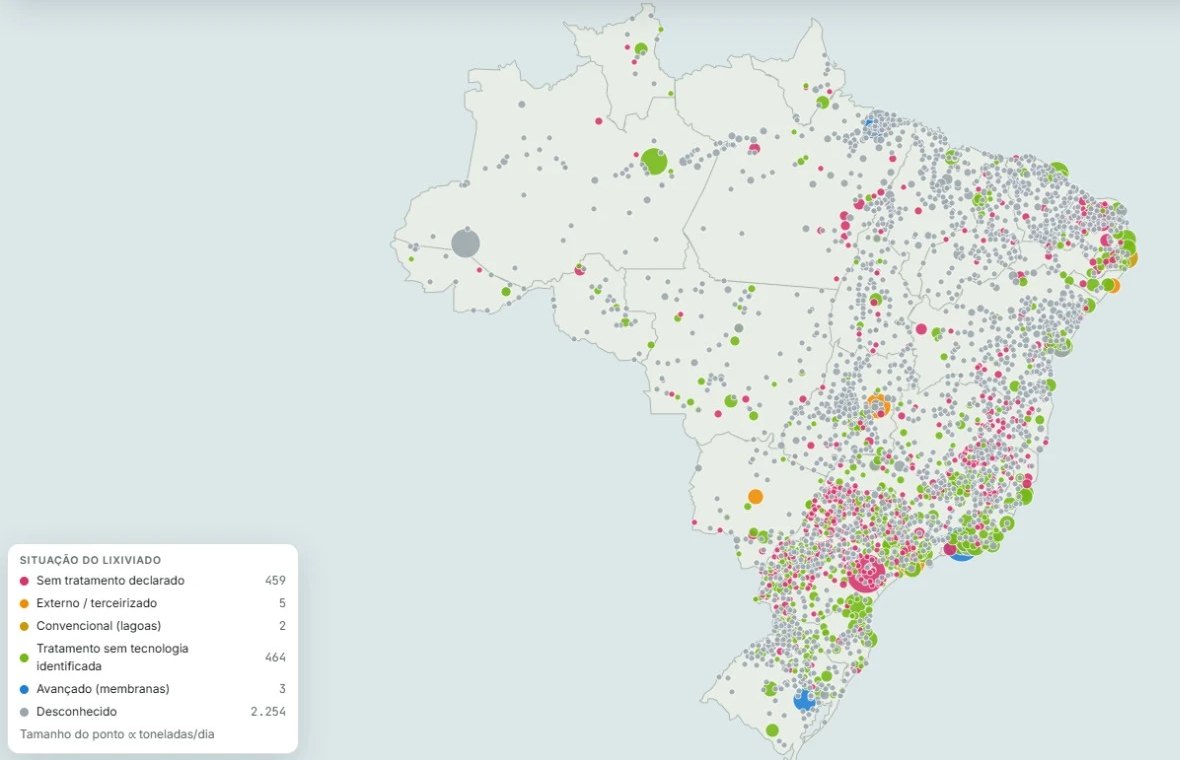 SITUAÇÃO DO LIXIVIADO
Sem tratamento declarado 459
Externo / terceirizado 5
Convencional (lagoas) 2
Tratamento sem tecnologia
identificada 464
Avançado (membranas) 3
Desconhecido 2.254
Tamanho do ponto ∝ toneladas/dia